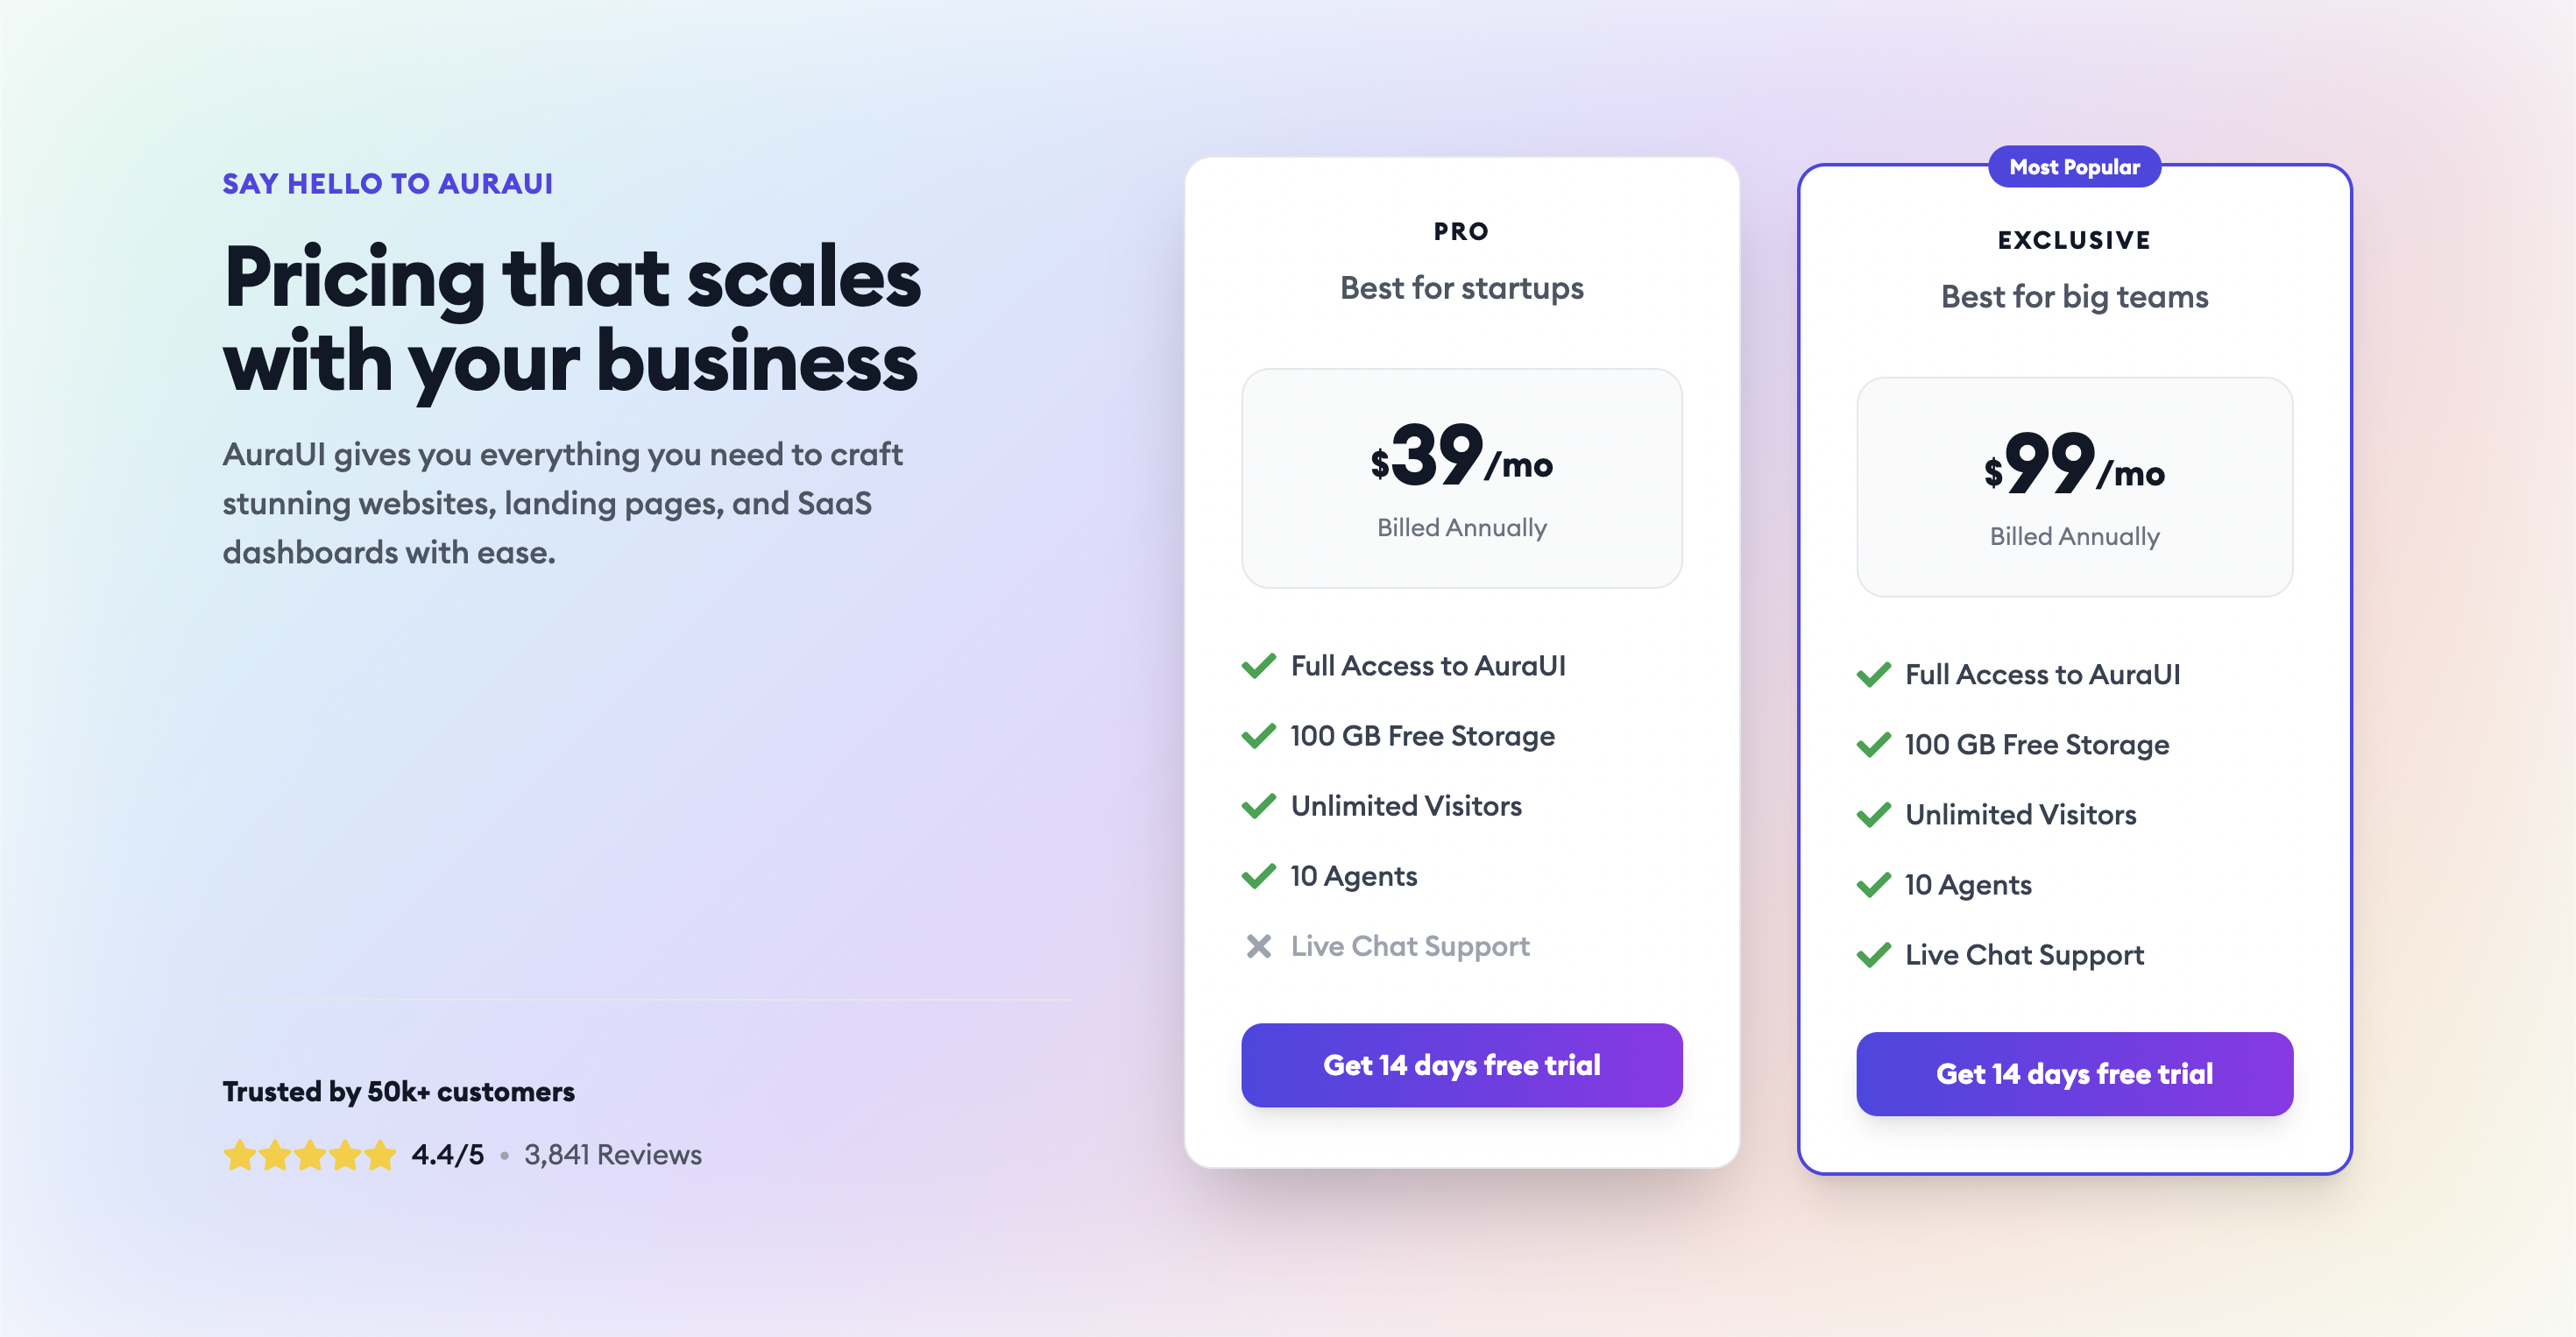 SAY HELLO TO AURAUI
Pricing that scales
with your business
AuraUI gives you everything you need to craft
stunning websites, landing pages, and SaaS
dashboards with ease.
Trusted by 50k+ customers
4.4/5 • 3,841 Reviews
PRO
Best for startups
$39/mo
Billed Annually
Full Access to AuraUI
100 GB Free Storage
Unlimited Visitors
10 Agents
Live Chat Support
Get 14 days free trial
Most Popular
EXCLUSIVE
Best for big teams
$99/mo
Billed Annually
Full Access to AuraUI
100 GB Free Storage
Unlimited Visitors
10 Agents
Live Chat Support
Get 14 days free trial